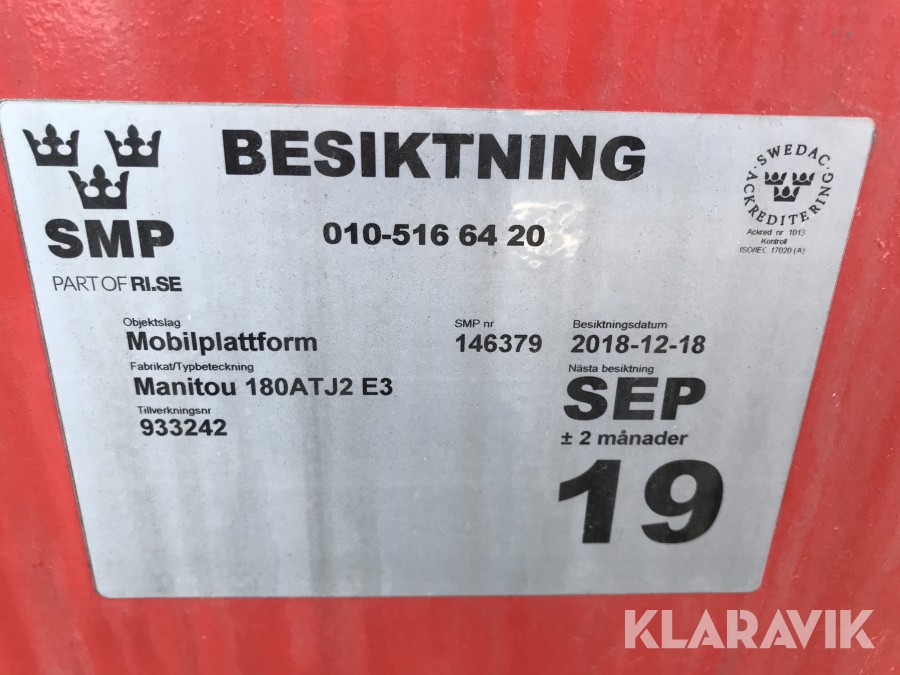 BESIKTNING
SWEDAC
ACKREDITERING
Ackred nr 1013
Kontroll
ISO/IEC 17020 (A)
SMP
PART OF RI.SE
010-516 64 20
Objektslag
Mobilplattform
SMP nr
146379
Besiktningsdatum
2018-12-18
Fabrikat/Typbeteckning
Manitou 180ATJ2 E3
Nästa besiktning
SEP
± 2 månader
19
Tillverkningsnr
933242
KLARAVIK